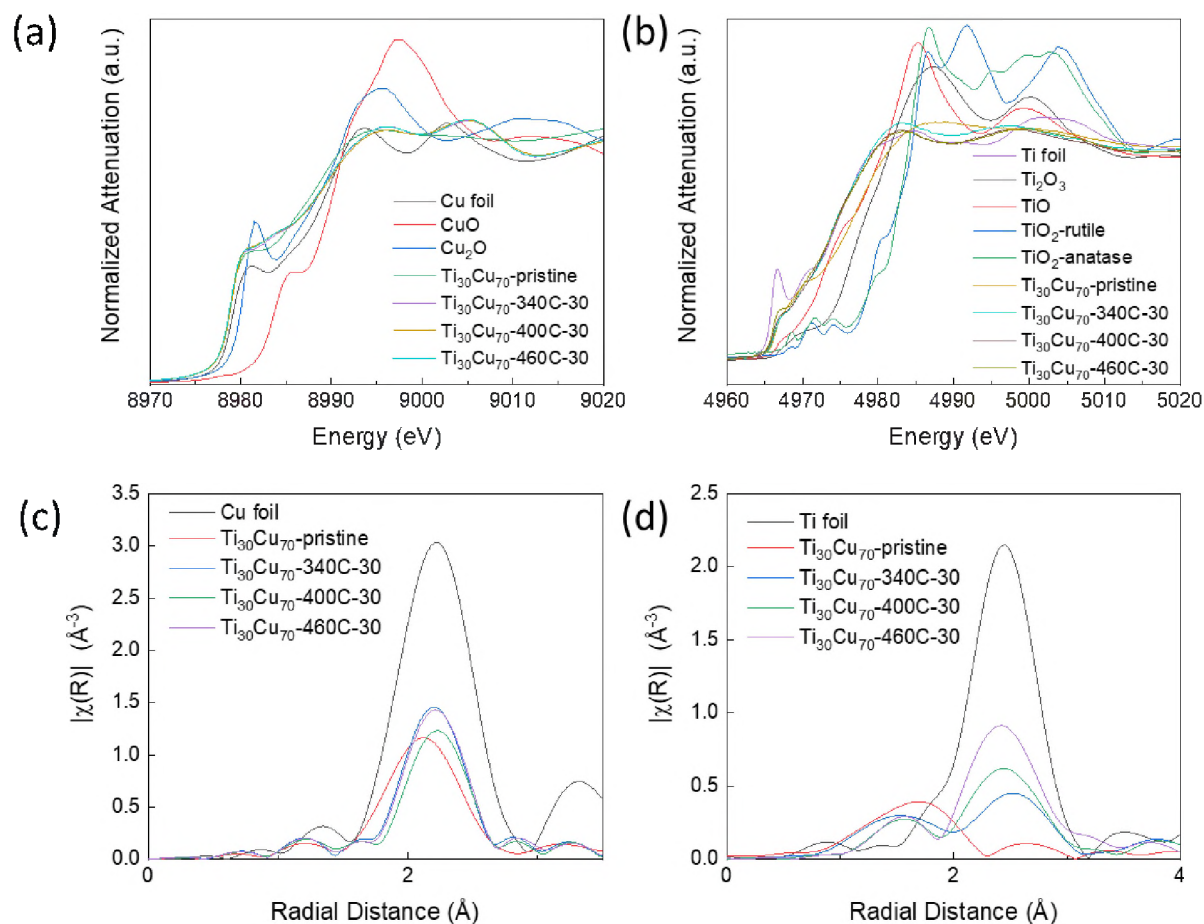 (a)
Normalized Attenuation (a.u.)
Cu foil
CuO
Cu₂O
Ti₃₀Cu₇₀-pristine
Ti₃₀Cu₇₀-340C-30
Ti₃₀Cu₇₀-400C-30
Ti₃₀Cu₇₀-460C-30
8970 8980 8990 9000 9010 9020
Energy (eV)
(b)
Normalized Attenuation (a.u.)
Ti foil
Ti₂O₃
TiO
TiO₂-rutile
TiO₂-anatase
Ti₃₀Cu₇₀-pristine
Ti₃₀Cu₇₀-340C-30
Ti₃₀Cu₇₀-400C-30
Ti₃₀Cu₇₀-460C-30
4960 4970 4980 4990 5000 5010 5020
Energy (eV)
(c)
|χ(R)| (Å⁻³)
3.5
3.0
2.5
2.0
1.5
1.0
0.5
0.0
Cu foil
Ti₃₀Cu₇₀-pristine
Ti₃₀Cu₇₀-340C-30
Ti₃₀Cu₇₀-400C-30
Ti₃₀Cu₇₀-460C-30
0 2
Radial Distance (Å)
(d)
|χ(R)| (Å⁻³)
2.5
2.0
1.5
1.0
0.5
0.0
Ti foil
Ti₃₀Cu₇₀-pristine
Ti₃₀Cu₇₀-340C-30
Ti₃₀Cu₇₀-400C-30
Ti₃₀Cu₇₀-460C-30
0 2 4
Radial Distance (Å)